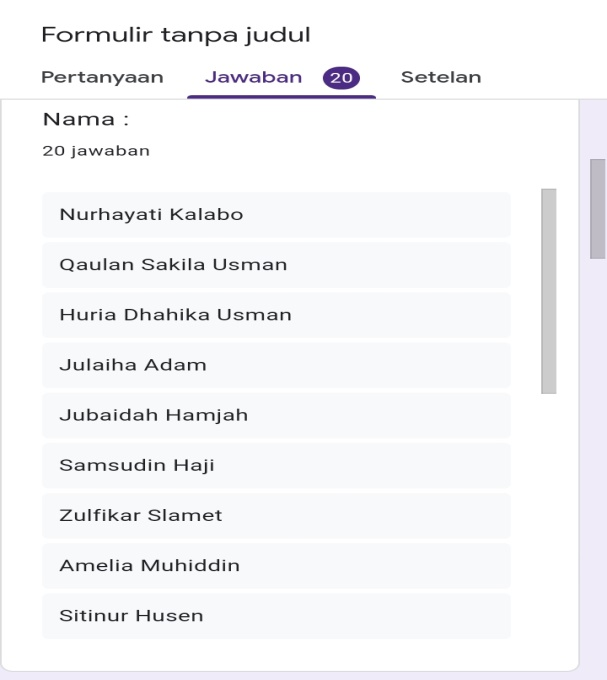 Formulir tanpa judul
Pertanyaan Jawaban 20 Setelan
Nama :
20 jawaban
Nurhayati Kalabo
Qaulan Sakila Usman
Huria Dhahika Usman
Julaiha Adam
Jubaidah Hamjah
Samsudin Haji
Zulfikar Slamet
Amelia Muhiddin
Sitinur Husen